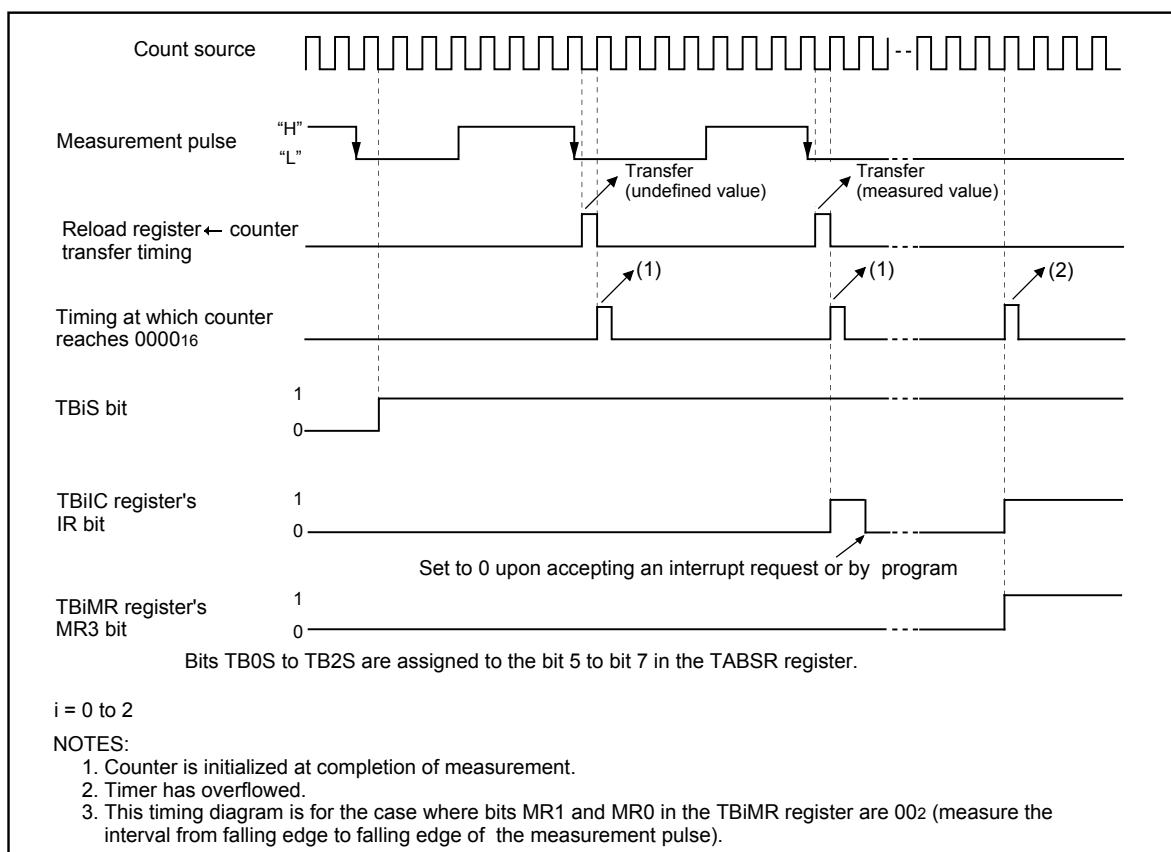 Count source
Measurement pulse
“H”
“L”
Transfer
(undefined value)
Transfer
(measured value)
Reload register← counter
transfer timing
(1)
(1)
(2)
Timing at which counter
reaches 000016
TBiS bit
1
0
TBiIC register's
IR bit
1
0
Set to 0 upon accepting an interrupt request or by program
TBiMR register's
MR3 bit
1
0
Bits TB0S to TB2S are assigned to the bit 5 to bit 7 in the TABSR register.
i = 0 to 2
NOTES:
1. Counter is initialized at completion of measurement.
2. Timer has overflowed.
3. This timing diagram is for the case where bits MR1 and MR0 in the TBiMR register are 002 (measure the
interval from falling edge to falling edge of the measurement pulse).